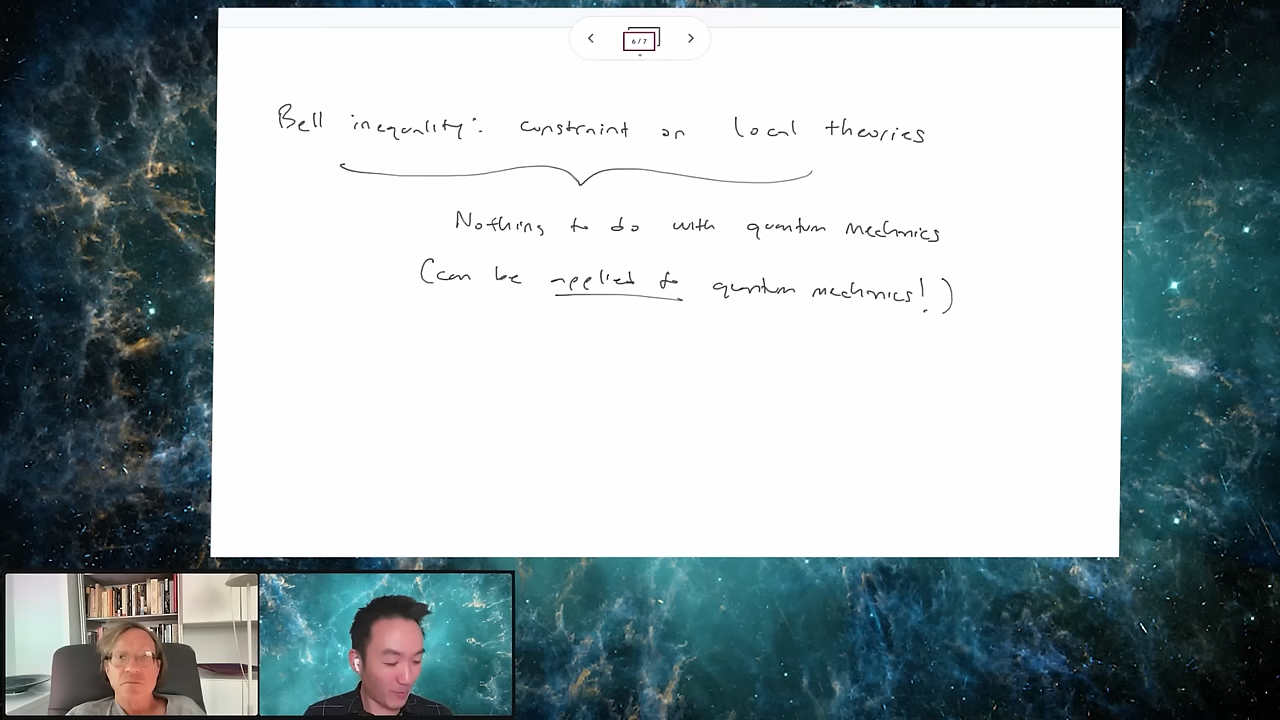 6/7
Bell inequality: constraint on local theories
Nothing to do with quantum mechanics
(can be applied to quantum mechanics!)